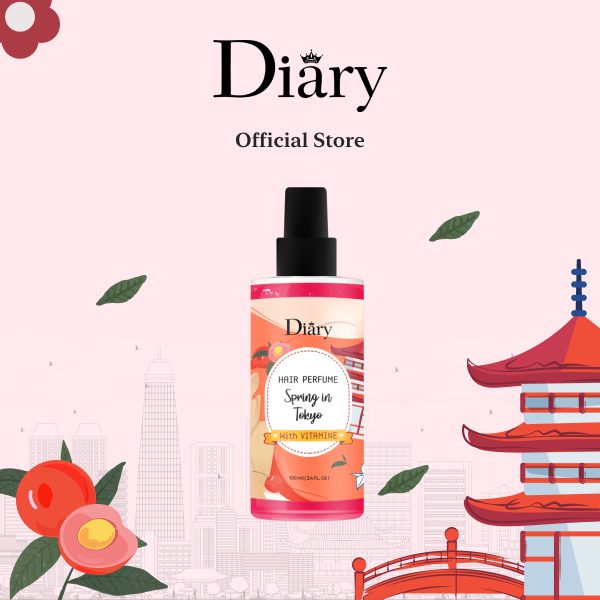 Diary
Official Store
Diary
HAIR PERFUME
Spring in
Tokyo
With VITAMINE
100 ml (3.4 FL. Oz)